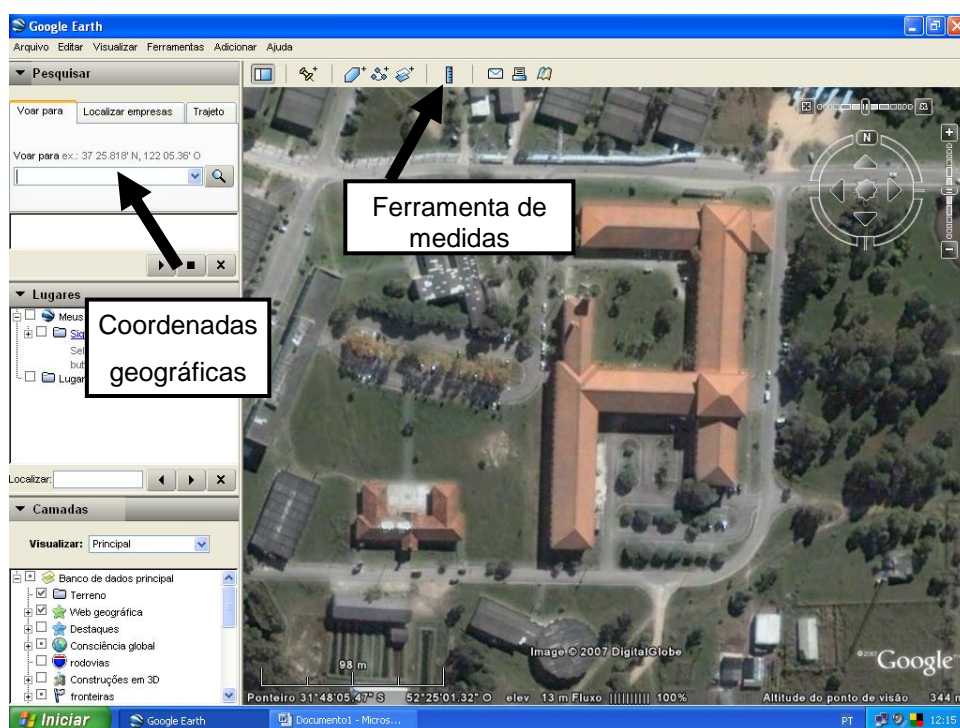 Google Earth
Arquivo Editar Visualizar Ferramentas Adicionar Ajuda
Pesquisar
Voar para
Localizar empresas
Trajeto
Voar para ex.: 37 25.818' N, 122 05.36' O
Ferramenta de
medidas
N
Lugares
Meus
Coordenadas
geográficas
Lugar
Localizar:
Camadas
Visualizar: Principal
Banco de dados principal
Terreno
Web geográfica
Destaques
Consciência global
rodovias
Construções em 3D
fronteiras
98 m
Image © 2007 DigitalGlobe
©2007 Google
Ponteiro 31°48'05.47" S 52°25'01.32" O elev 13 m Fluxo |||||||||| 100% Altitude do ponto de visão 344 m
Iniciar
Google Earth
Documento1 - Micros...
PT
12:15